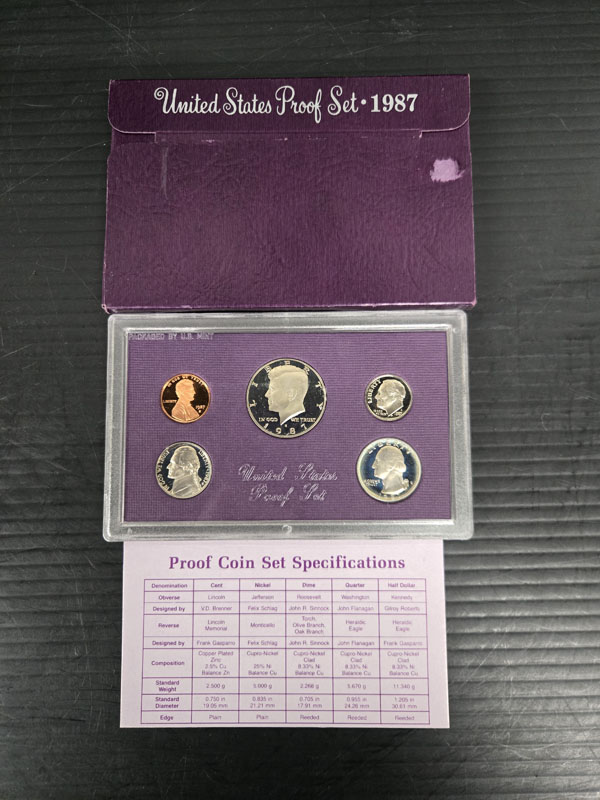 United States Proof Set • 1987
PACKAGED BY U.S. MINT
LIBERTY
IN GOD WE TRUST
1987
LIBERTY
LIBERTY
United States
Proof Set
Proof Coin Set Specifications
Denomination Cent Nickel Dime Quarter Half Dollar
Obverse Lincoln Jefferson Roosevelt Washington Kennedy
Designed by V.D. Brenner Felix Schlag John R. Sinnock John Flanagan Gilroy Roberts
Reverse Lincoln Memorial Monticello Torch, Olive Branch, Oak Branch Heraldic Eagle Heraldic Eagle
Designed by Frank Gasparro Felix Schlag John R. Sinnock John Flanagan Frank Gasparro
Composition Copper Plated Zinc 2.5% Cu Balance Zn Cupro-Nickel 25% Ni Balance Cu Cupro-Nickel Clad 8.33% Ni Balance Cu Cupro-Nickel Clad 8.33% Ni Balance Cu Cupro-Nickel Clad 8.33% Ni Balance Cu
Standard Weight 2.500 g 5.000 g 2.268 g 5.670 g 11.340 g
Standard Diameter 0.750 in 19.05 mm 0.835 in 21.21 mm 0.705 in 17.91 mm 0.955 in 24.26 mm 1.205 in 30.61 mm
Edge Plain Plain Reeded Reeded Reeded